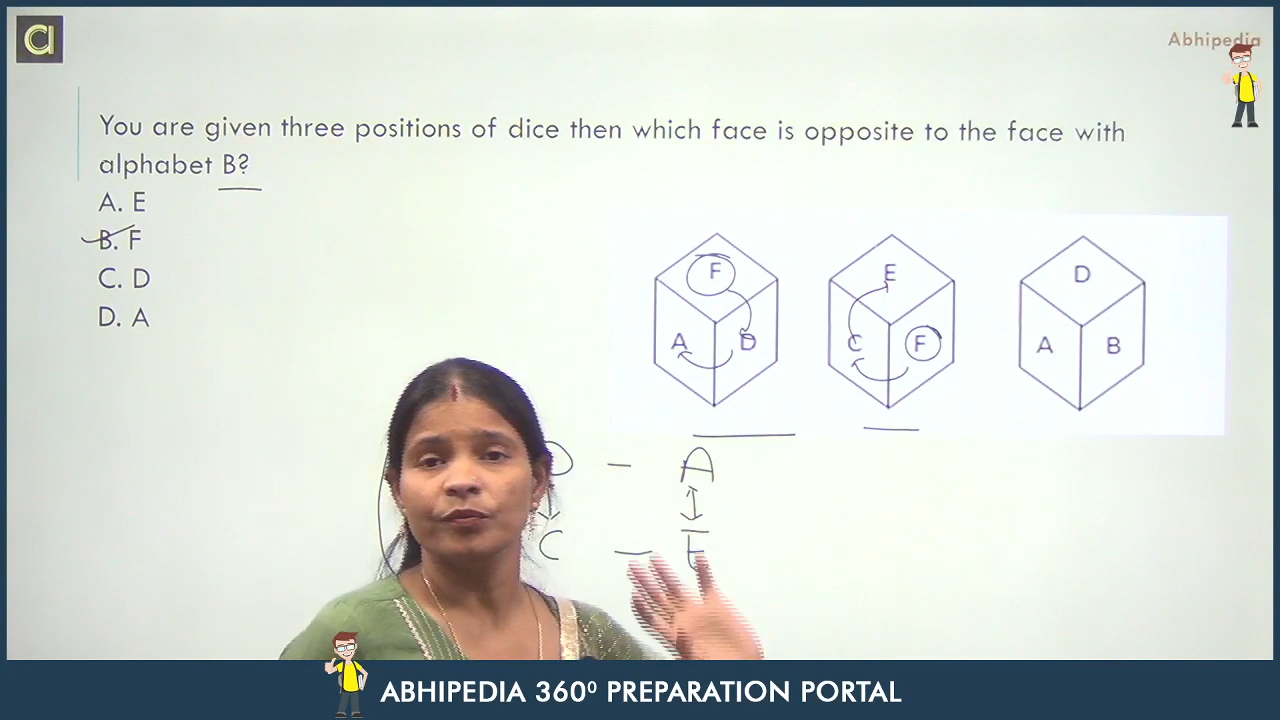 a
Abhipedia
You are given three positions of dice then which face is opposite to the face with
alphabet B?
A. E
B. F
C. D
D. A
F
A D
E
C F
D
A B
D - A
C - E
ABHIPEDIA 360⁰ PREPARATION PORTAL